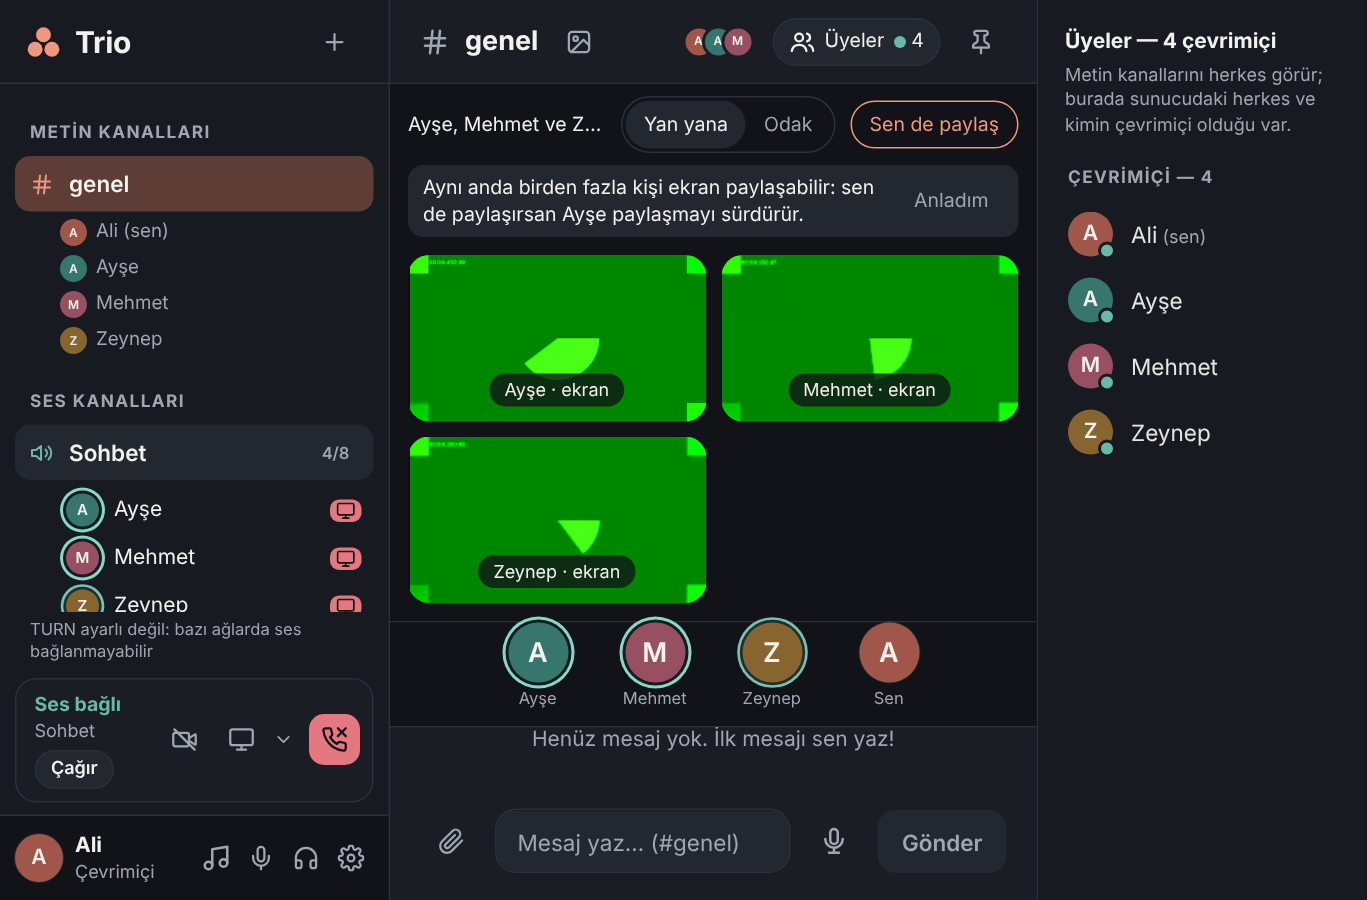 Trio
METİN KANALLARI
genel
A Ali (sen)
A Ayşe
M Mehmet
Z Zeynep
SES KANALLARI
Sohbet 4/8
A Ayşe
M Mehmet
Z Zeynep
TURN ayarlı değil: bazı ağlarda ses
bağlanmayabilir
Ses bağlı
Sohbet
Çağır
A Ali
Çevrimiçi
# genel
A A M
Üyeler 4
Ayşe, Mehmet ve Z...
Yan yana
Odak
Sen de paylaş
Aynı anda birden fazla kişi ekran paylaşabilir: sen
de paylaşırsan Ayşe paylaşmayı sürdürür.
Anladım
Ayşe · ekran
Mehmet · ekran
Zeynep · ekran
A M Z A
Ayşe Mehmet Zeynep Sen
Henüz mesaj yok. İlk mesajı sen yaz!
Mesaj yaz... (#genel)
Gönder
Üyeler — 4 çevrimiçi
Metin kanallarını herkes görür;
burada sunucudaki herkes ve
kimin çevrimiçi olduğu var.
ÇEVRİMİÇİ — 4
A Ali (sen)
A Ayşe
M Mehmet
Z Zeynep